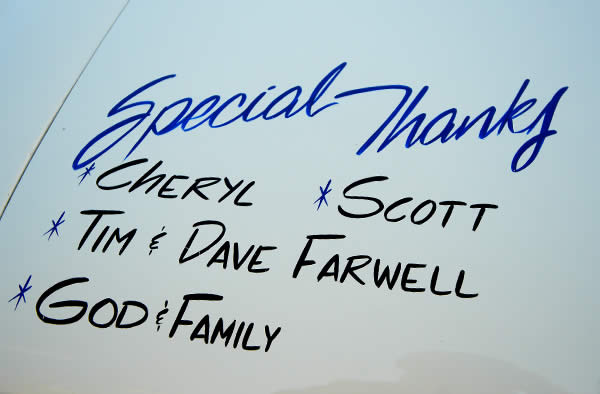 Special Thanks
*Cheryl *Scott
*Tim & Dave Farwell
*God & Family